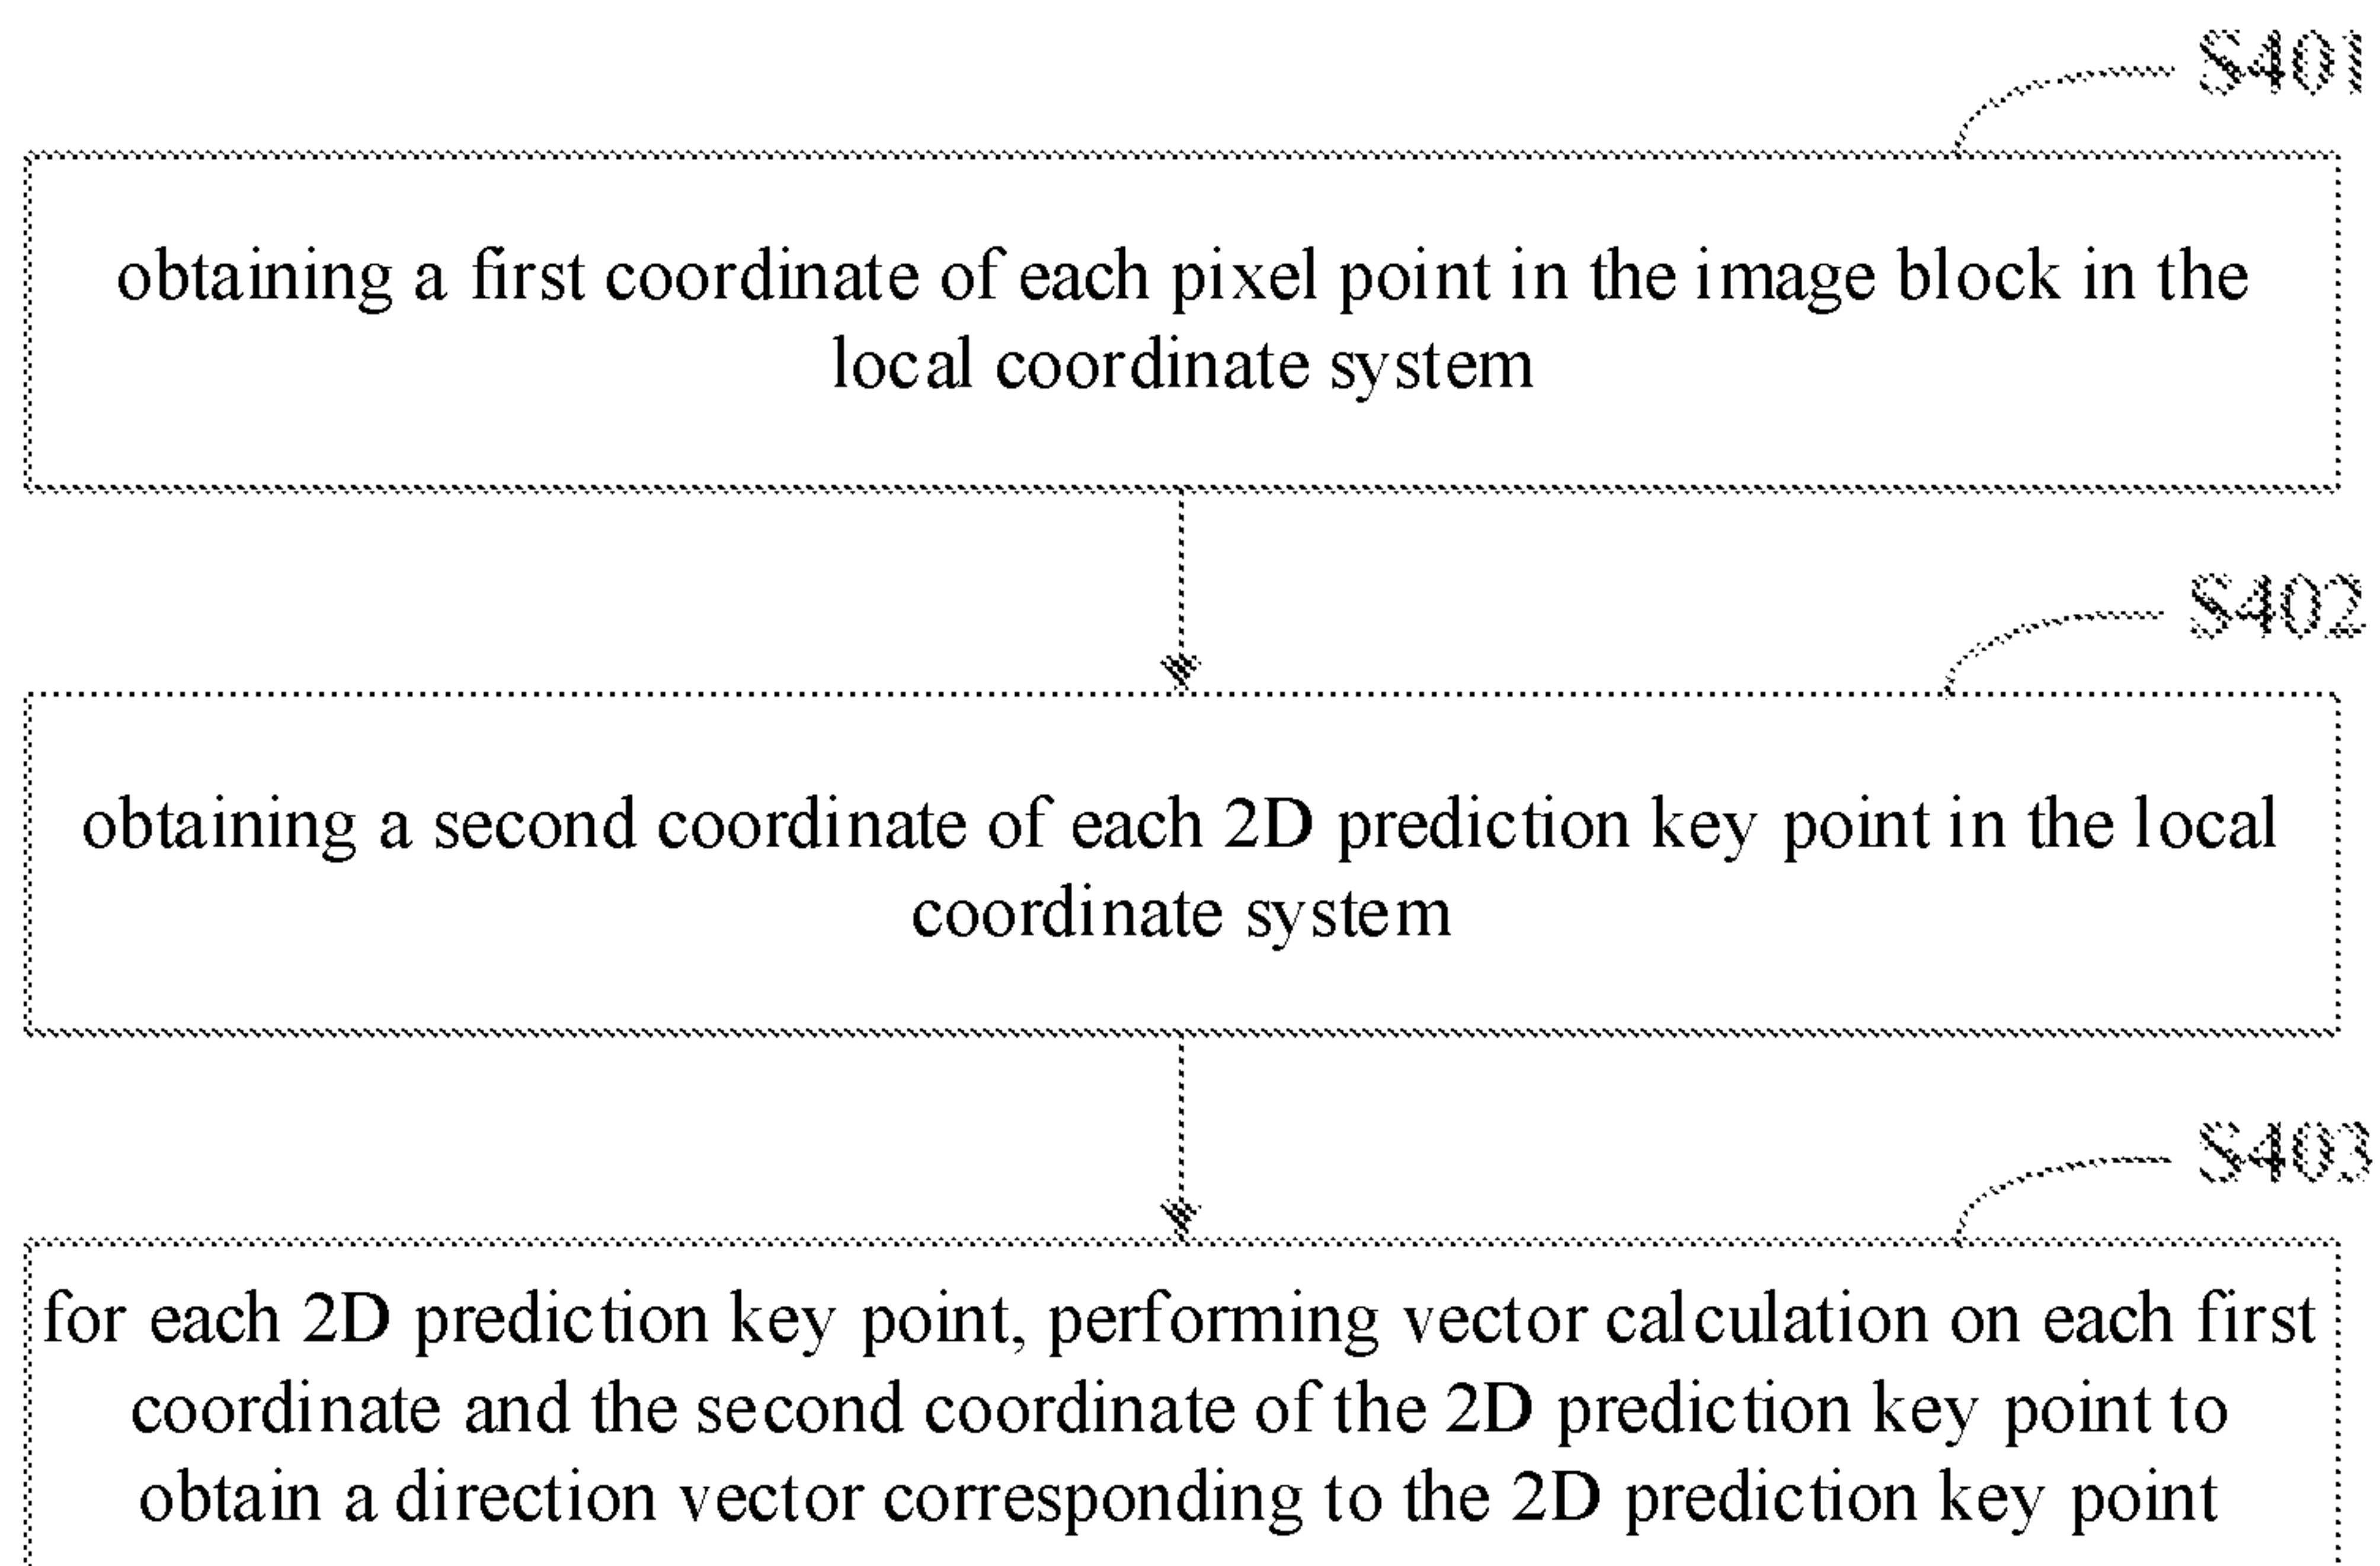 S401
obtaining a first coordinate of each pixel point in the image block in the
local coordinate system
S402
obtaining a second coordinate of each 2D prediction key point in the local
coordinate system
S403
for each 2D prediction key point, performing vector calculation on each first
coordinate and the second coordinate of the 2D prediction key point to
obtain a direction vector corresponding to the 2D prediction key point